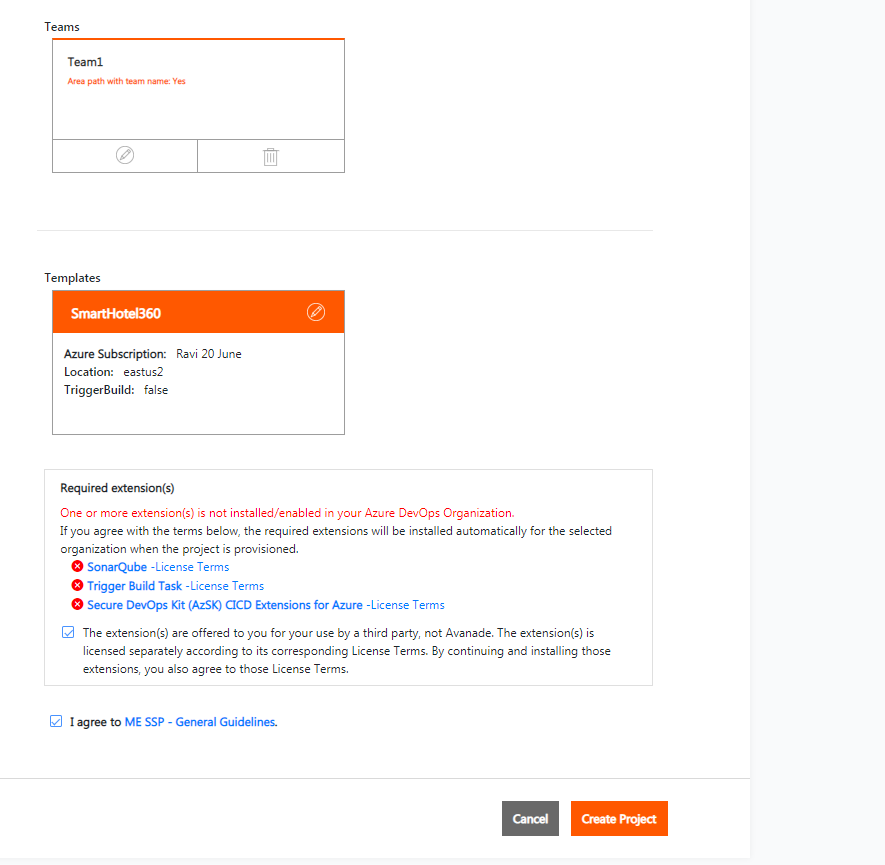 Teams
Team1
Area path with team name: Yes
Templates
SmartHotel360
Azure Subscription: Ravi 20 June
Location: eastus2
TriggerBuild: false
Required extension(s)
One or more extension(s) is not installed/enabled in your Azure DevOps Organization.
If you agree with the terms below, the required extensions will be installed automatically for the selected
organization when the project is provisioned.
SonarQube -License Terms
Trigger Build Task -License Terms
Secure DevOps Kit (AzSK) CICD Extensions for Azure -License Terms
The extension(s) are offered to you for your use by a third party, not Avanade. The extension(s) is
licensed separately according to its corresponding License Terms. By continuing and installing those
extensions, you also agree to those License Terms.
I agree to ME SSP - General Guidelines.
Cancel Create Project